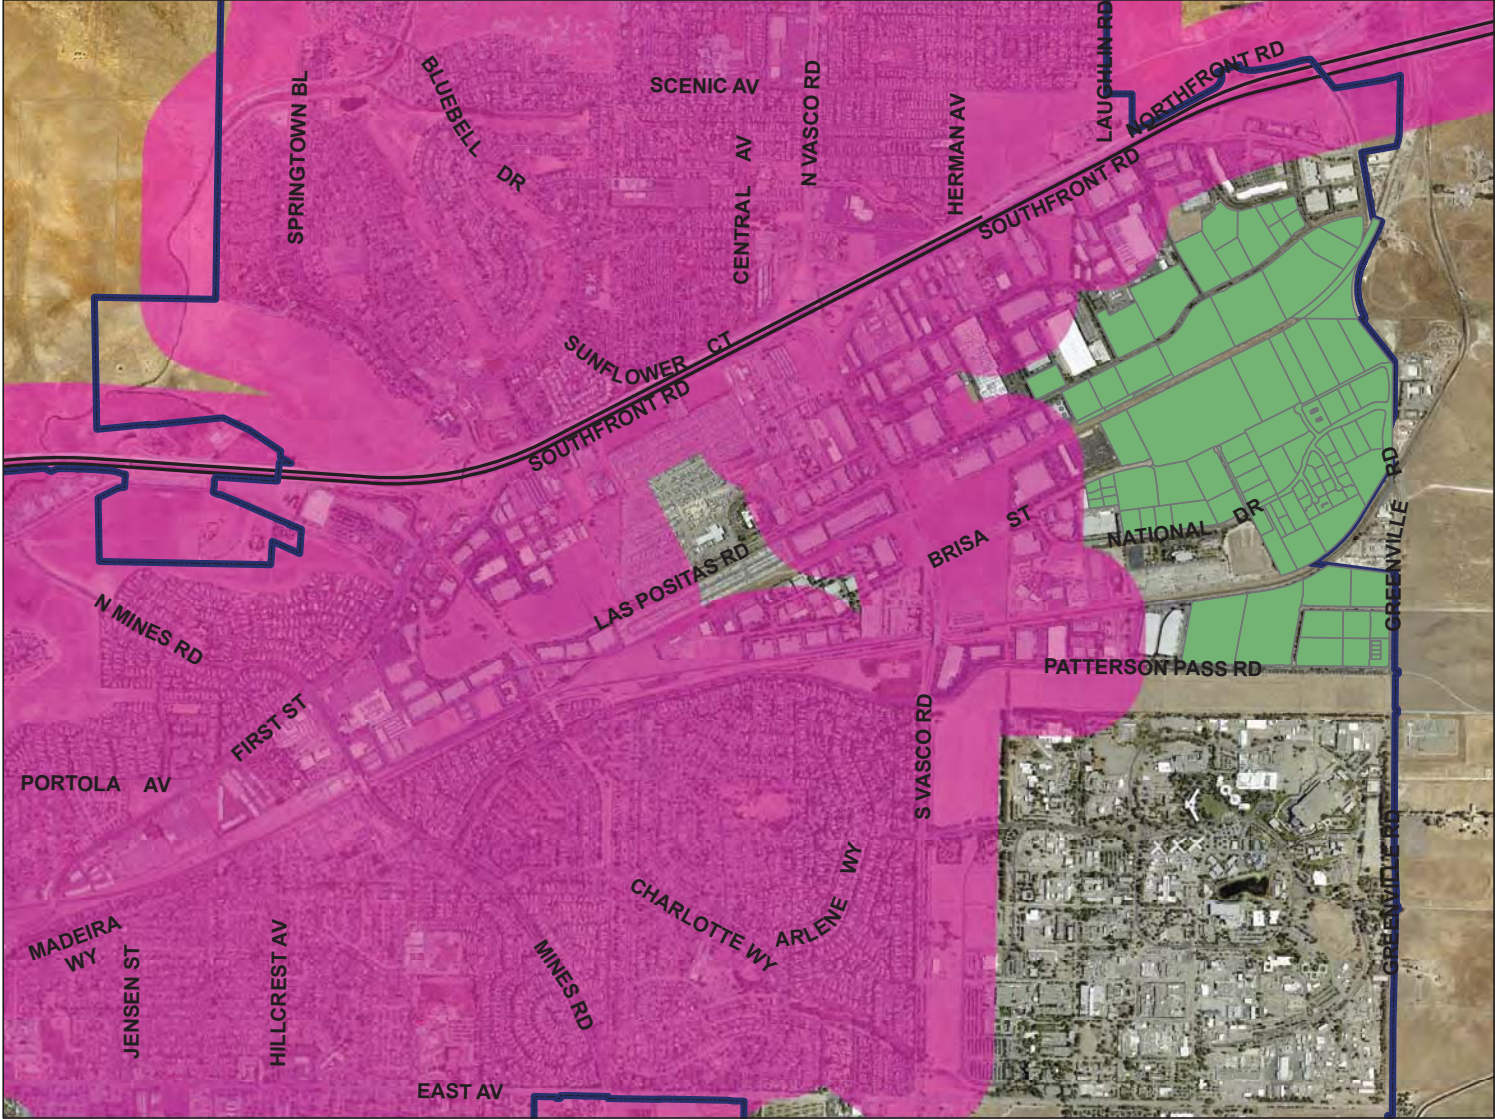 LAUGHLIN RD
NORTHFRONT RD
BLUEBELL DR
SCENIC AV
N VASCO RD
SPRINGTOWN BL
CENTRAL AV
HERMAN AV
SOUTHFRONT RD
SUNFLOWER CT
SOUTHFRONT RD
GREENVILLE RD
NATIONAL DR
BRISA ST
LAS POSITAS RD
N MINES RD
PATTERSON PASS RD
FIRST ST
S VASCO RD
PORTOLA AV
GREENVILLE RD
CHARLOTTE WY
ARLENE WY
MADEIRA
WY
JENSEN ST
HILLCREST AV
MINES RD
EAST AV